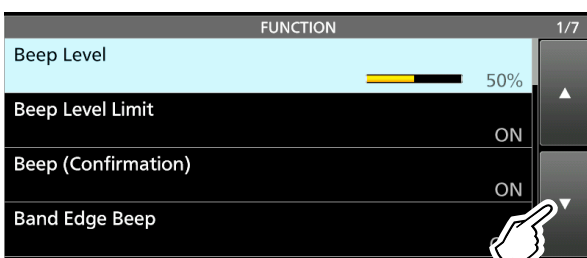 FUNCTION 1/7
Beep Level
50%
▲
Beep Level Limit
ON
Beep (Confirmation)
ON
▼
Band Edge Beep